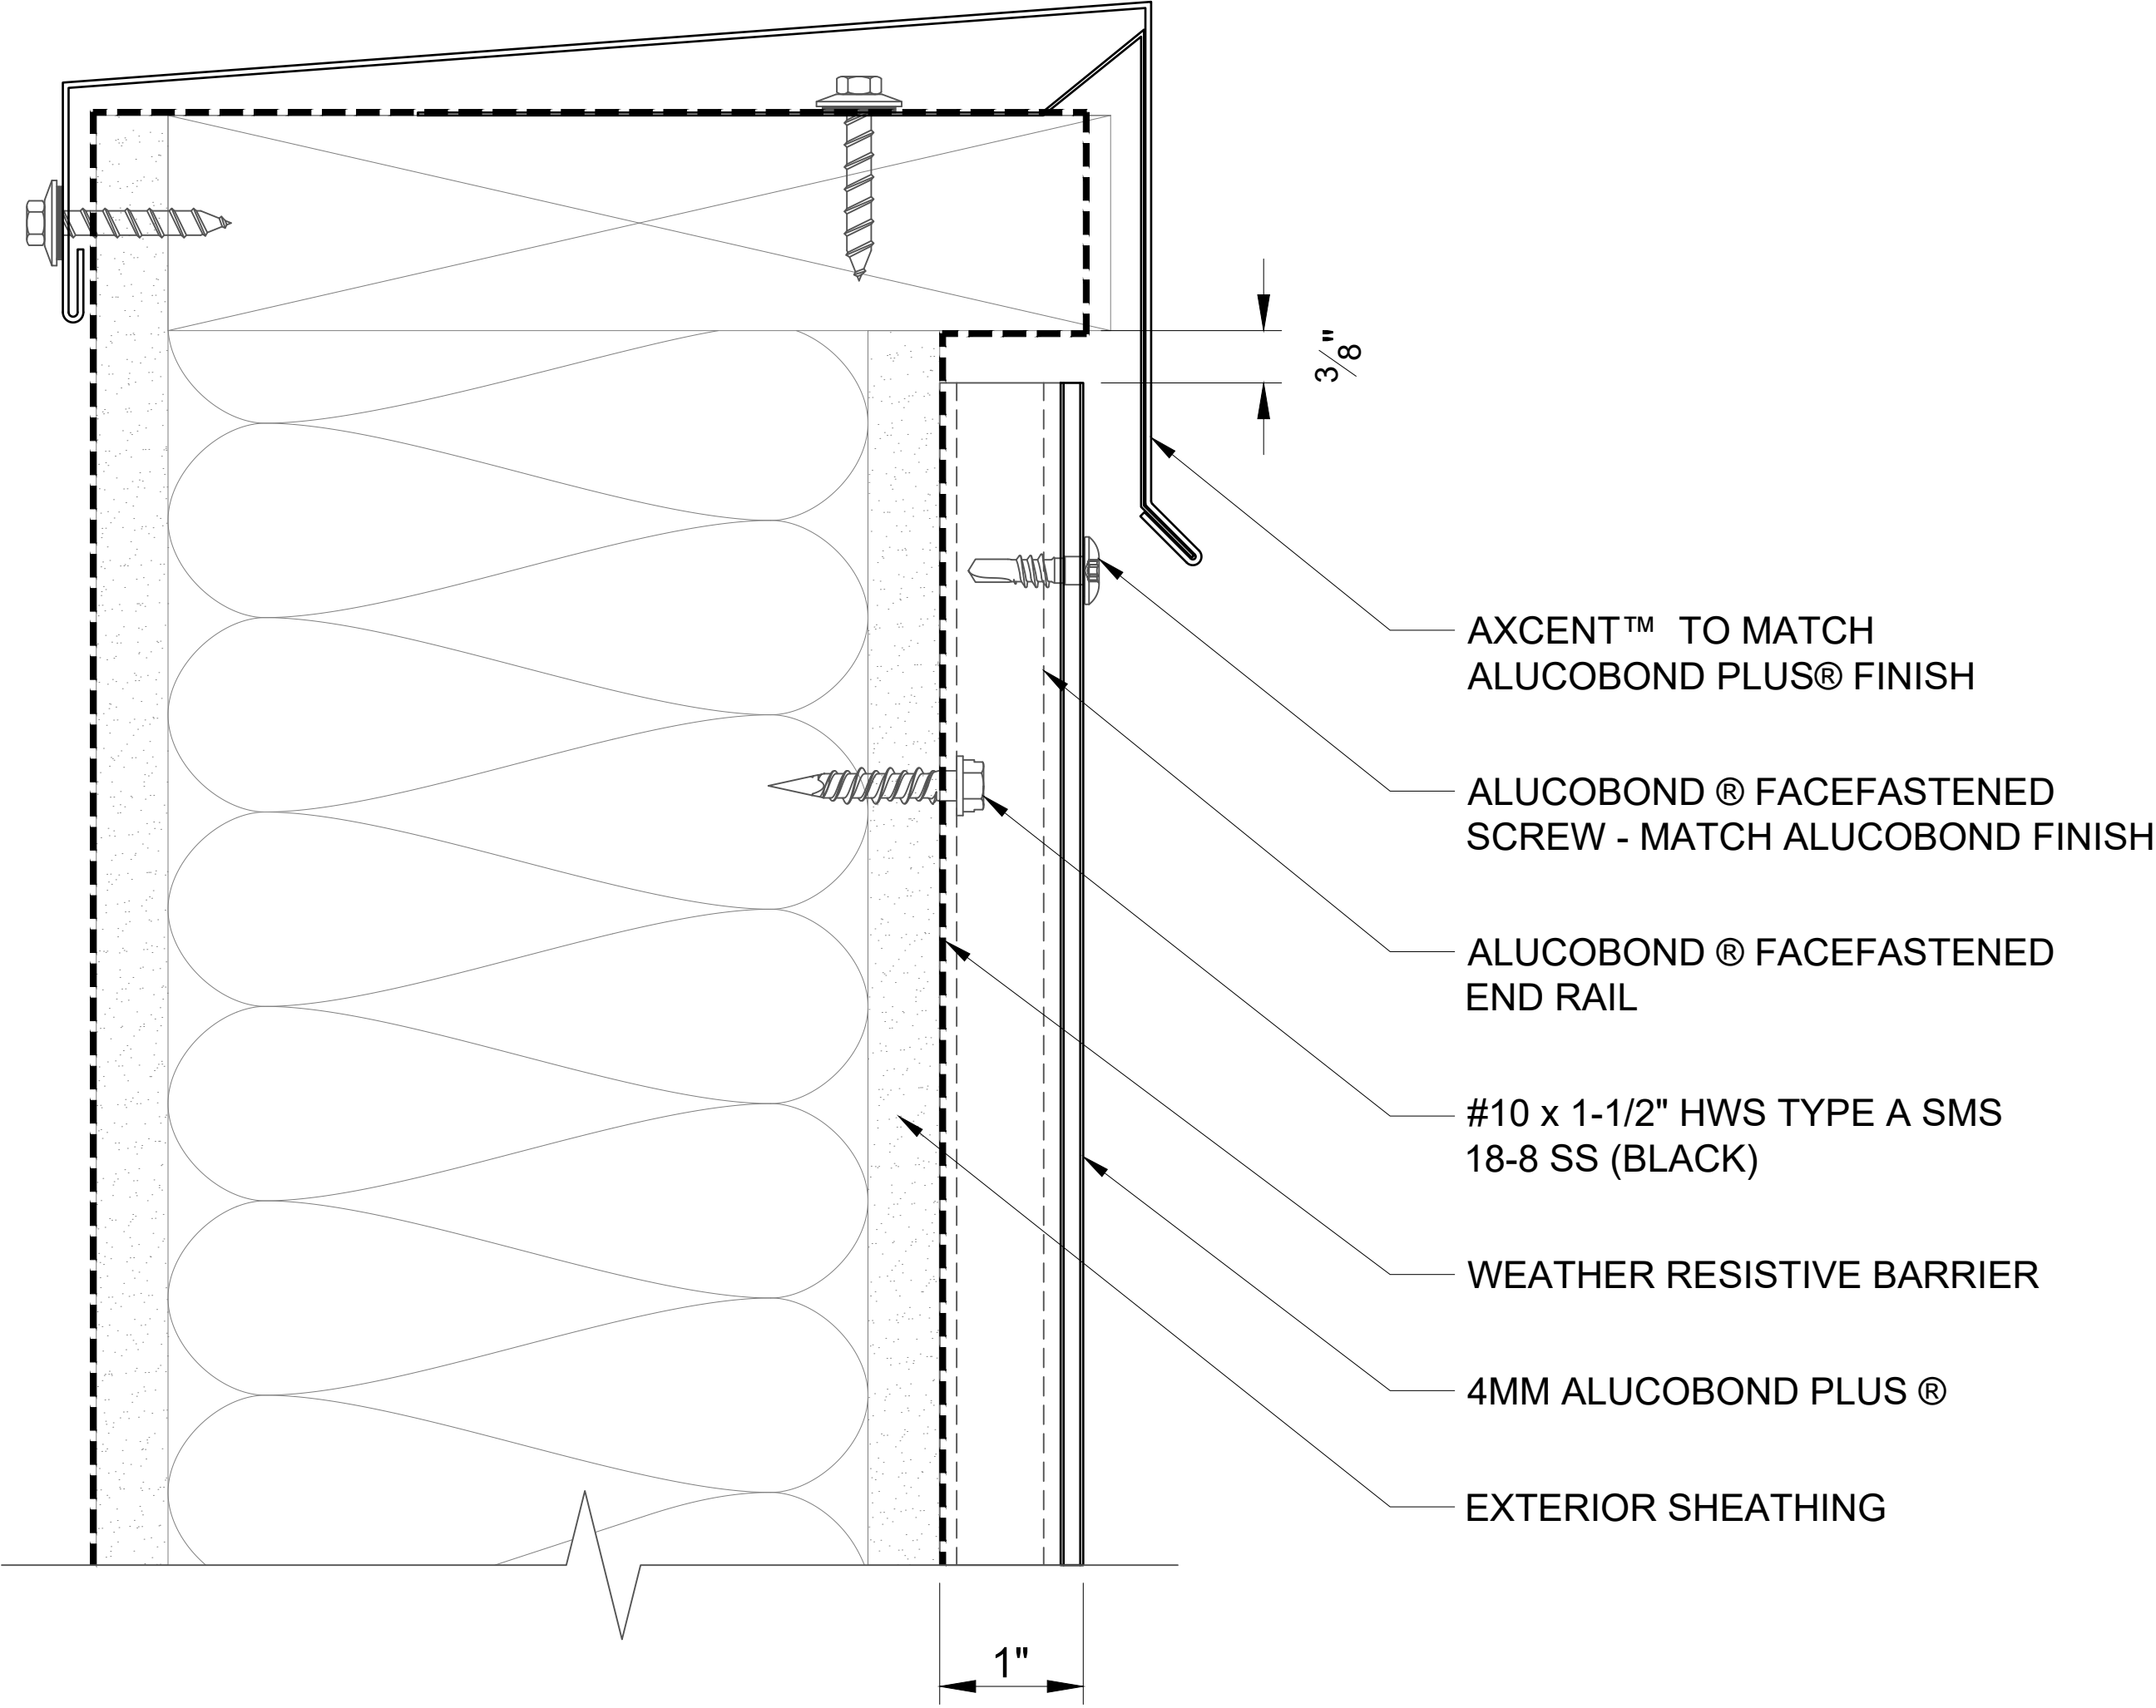 3/8"
AXCENT™ TO MATCH
ALUCOBOND PLUS® FINISH
ALUCOBOND ® FACEFASTENED
SCREW - MATCH ALUCOBOND FINISH
ALUCOBOND ® FACEFASTENED
END RAIL
#10 x 1-1/2" HWS TYPE A SMS
18-8 SS (BLACK)
WEATHER RESISTIVE BARRIER
4MM ALUCOBOND PLUS ®
EXTERIOR SHEATHING
1"